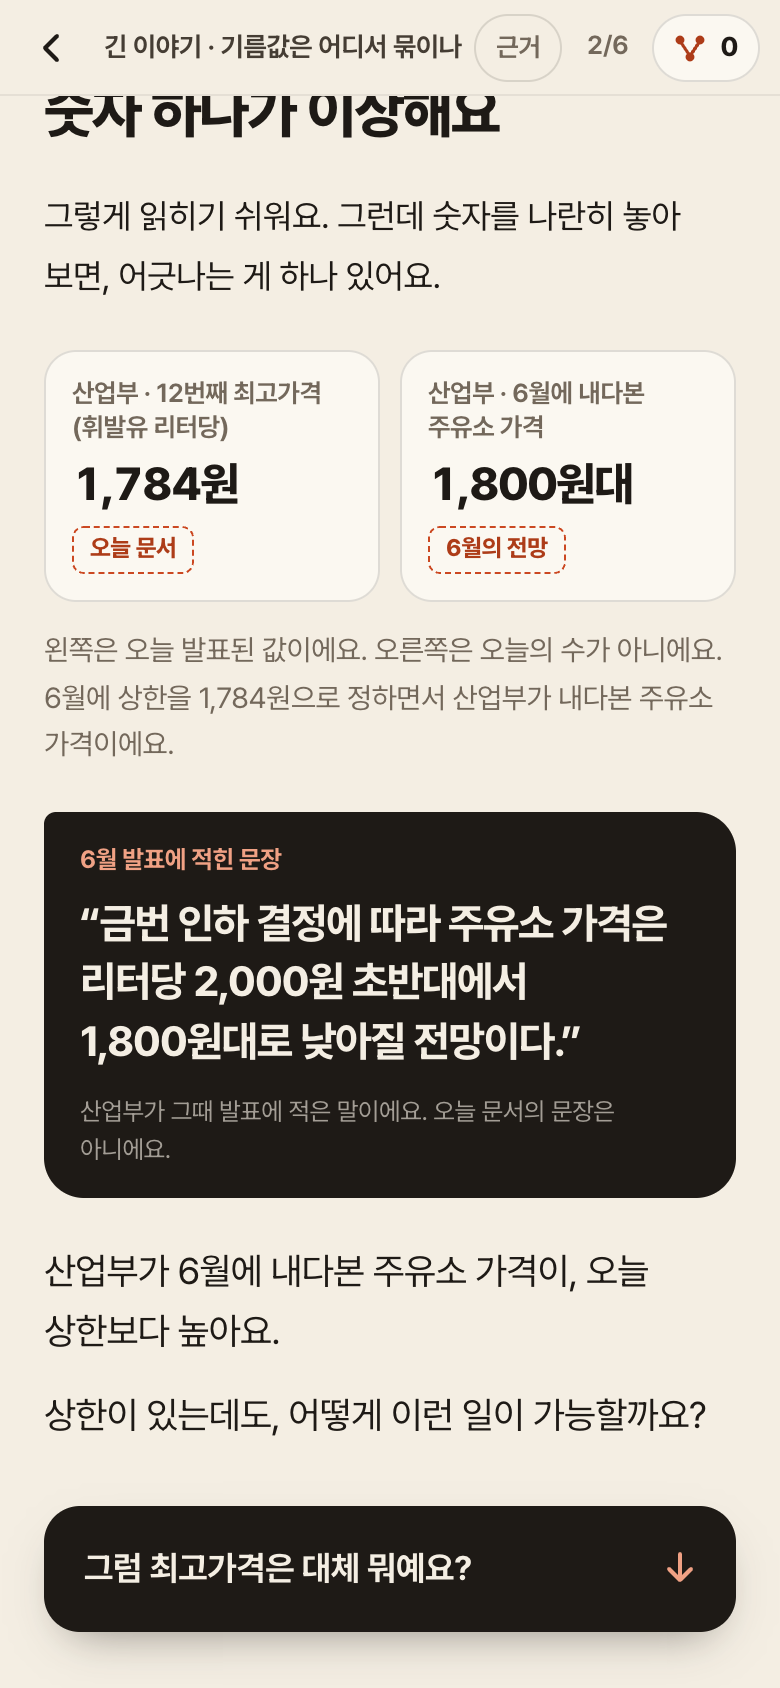 긴 이야기 · 기름값은 어디서 묶이나
근거
2/6
0
숫자 하나가 이상해요
그렇게 읽히기 쉬워요. 그런데 숫자를 나란히 놓아
보면, 어긋나는 게 하나 있어요.
산업부 · 12번째 최고가격
(휘발유 리터당)
1,784원
오늘 문서
산업부 · 6월에 내다본
주유소 가격
1,800원대
6월의 전망
왼쪽은 오늘 발표된 값이에요. 오른쪽은 오늘의 수가 아니에요.
6월에 상한을 1,784원으로 정하면서 산업부가 내다본 주유소
가격이에요.
6월 발표에 적힌 문장
“금번 인하 결정에 따라 주유소 가격은
리터당 2,000원 초반대에서
1,800원대로 낮아질 전망이다.”
산업부가 그때 발표에 적은 말이에요. 오늘 문서의 문장은
아니에요.
산업부가 6월에 내다본 주유소 가격이, 오늘
상한보다 높아요.
상한이 있는데도, 어떻게 이런 일이 가능할까요?
그럼 최고가격은 대체 뭐예요?